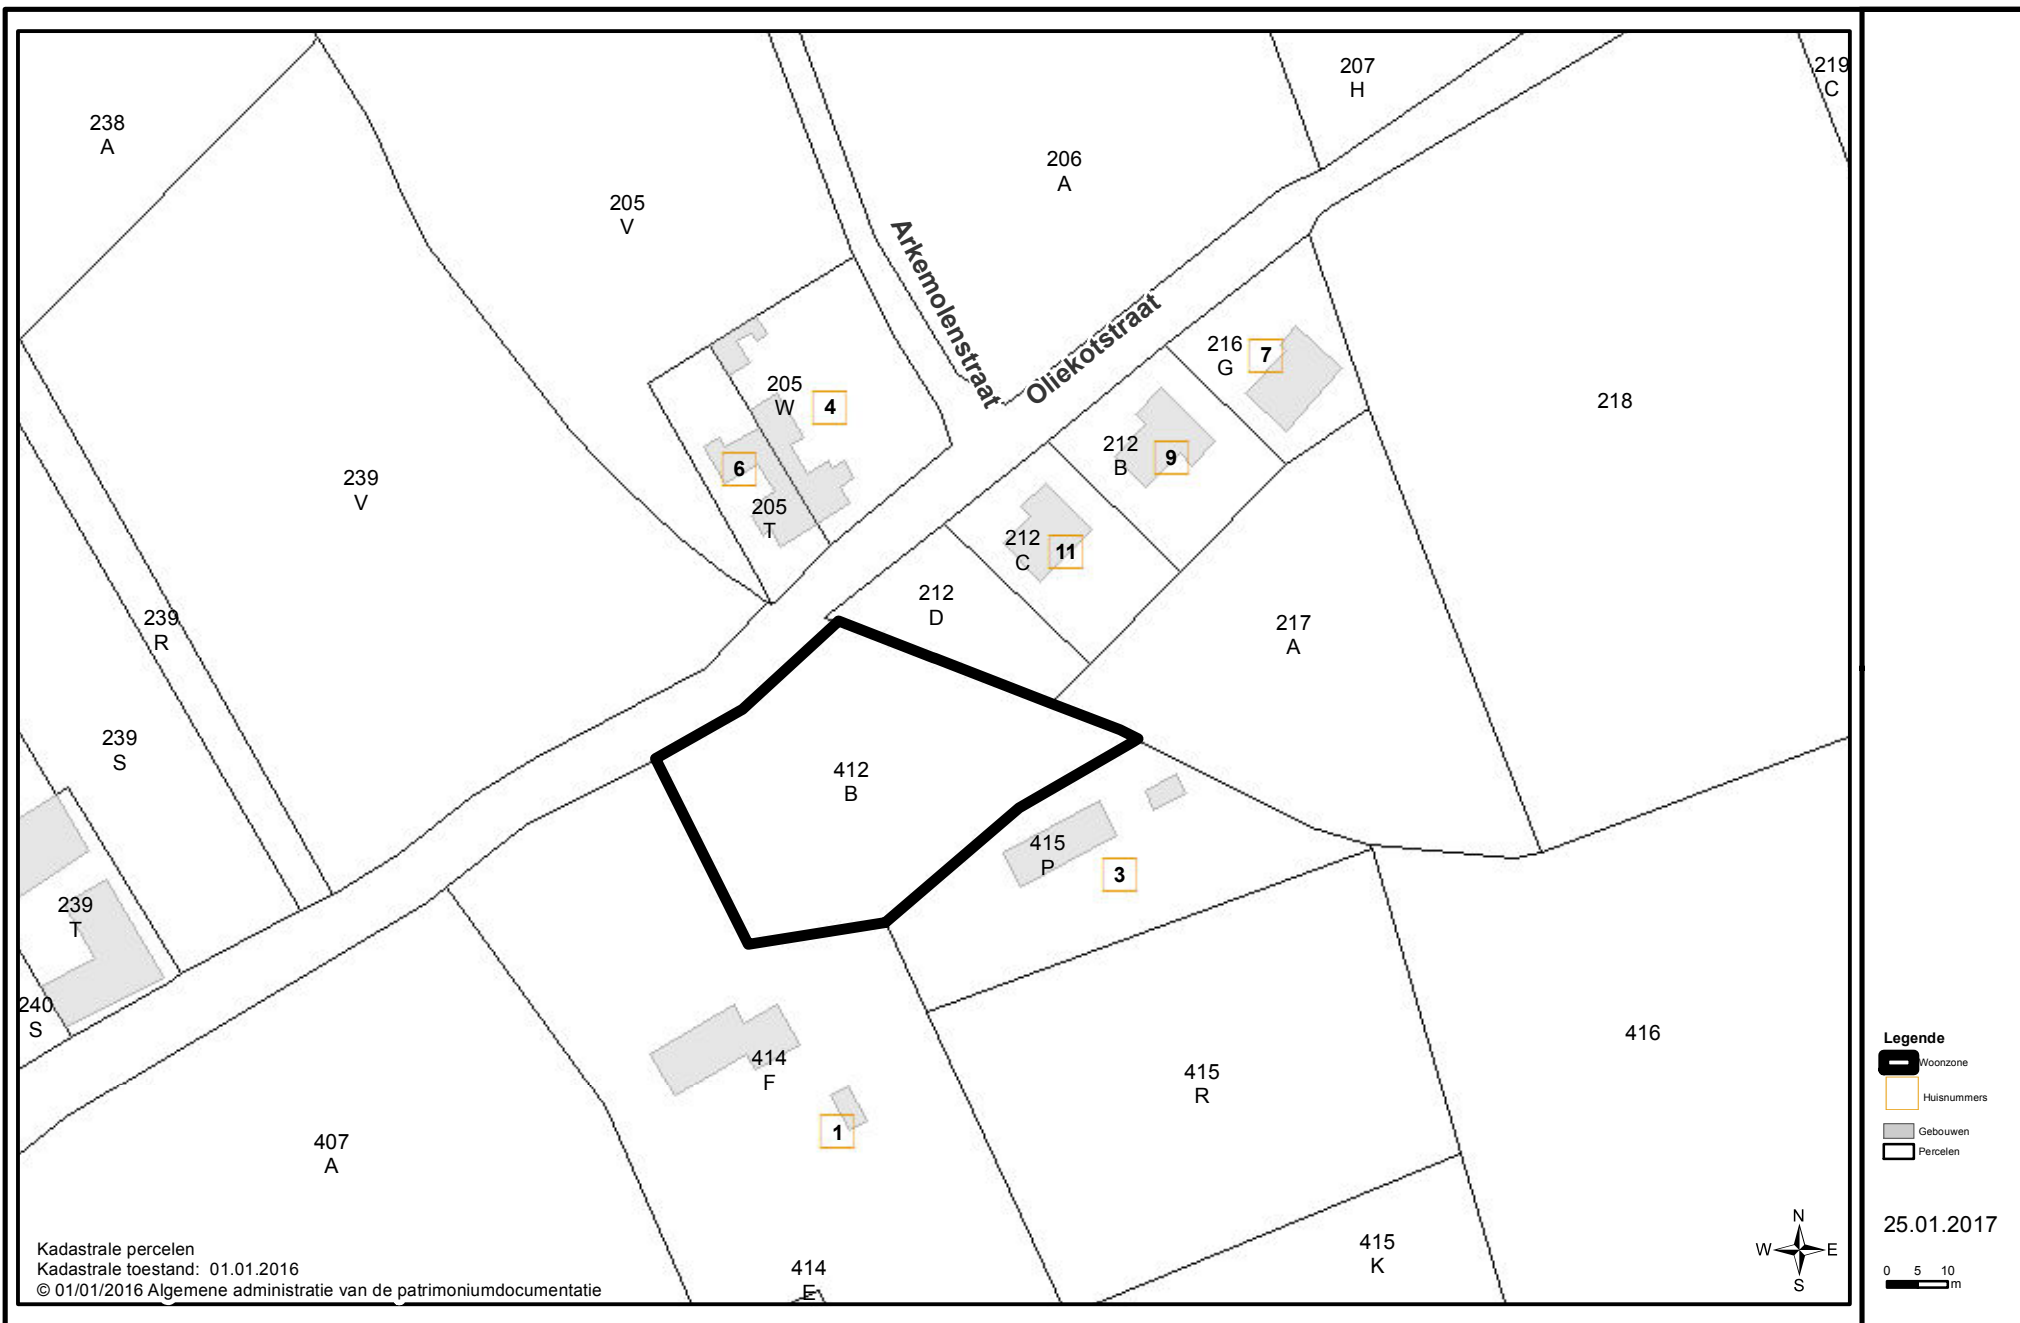 207
H
219
C
238
A
206
A
205
V
Arkemolenstraat
Oliekotstraat
216
G
7
205
W
4
218
212
B
9
6
239
V
205
T
212
C
11
212
D
239
R
217
A
239
S
412
B
415
P
3
239
T
240
S
414
F
416
415
R
1
407
A
415
K
414
E
Kadastrale percelen
Kadastrale toestand: 01.01.2016
© 01/01/2016 Algemene administratie van de patrimoniumdocumentatie
N
W E
S
Legende
Woonzone
Huisnummers
Gebouwen
Percelen
25.01.2017
0 5 10
m